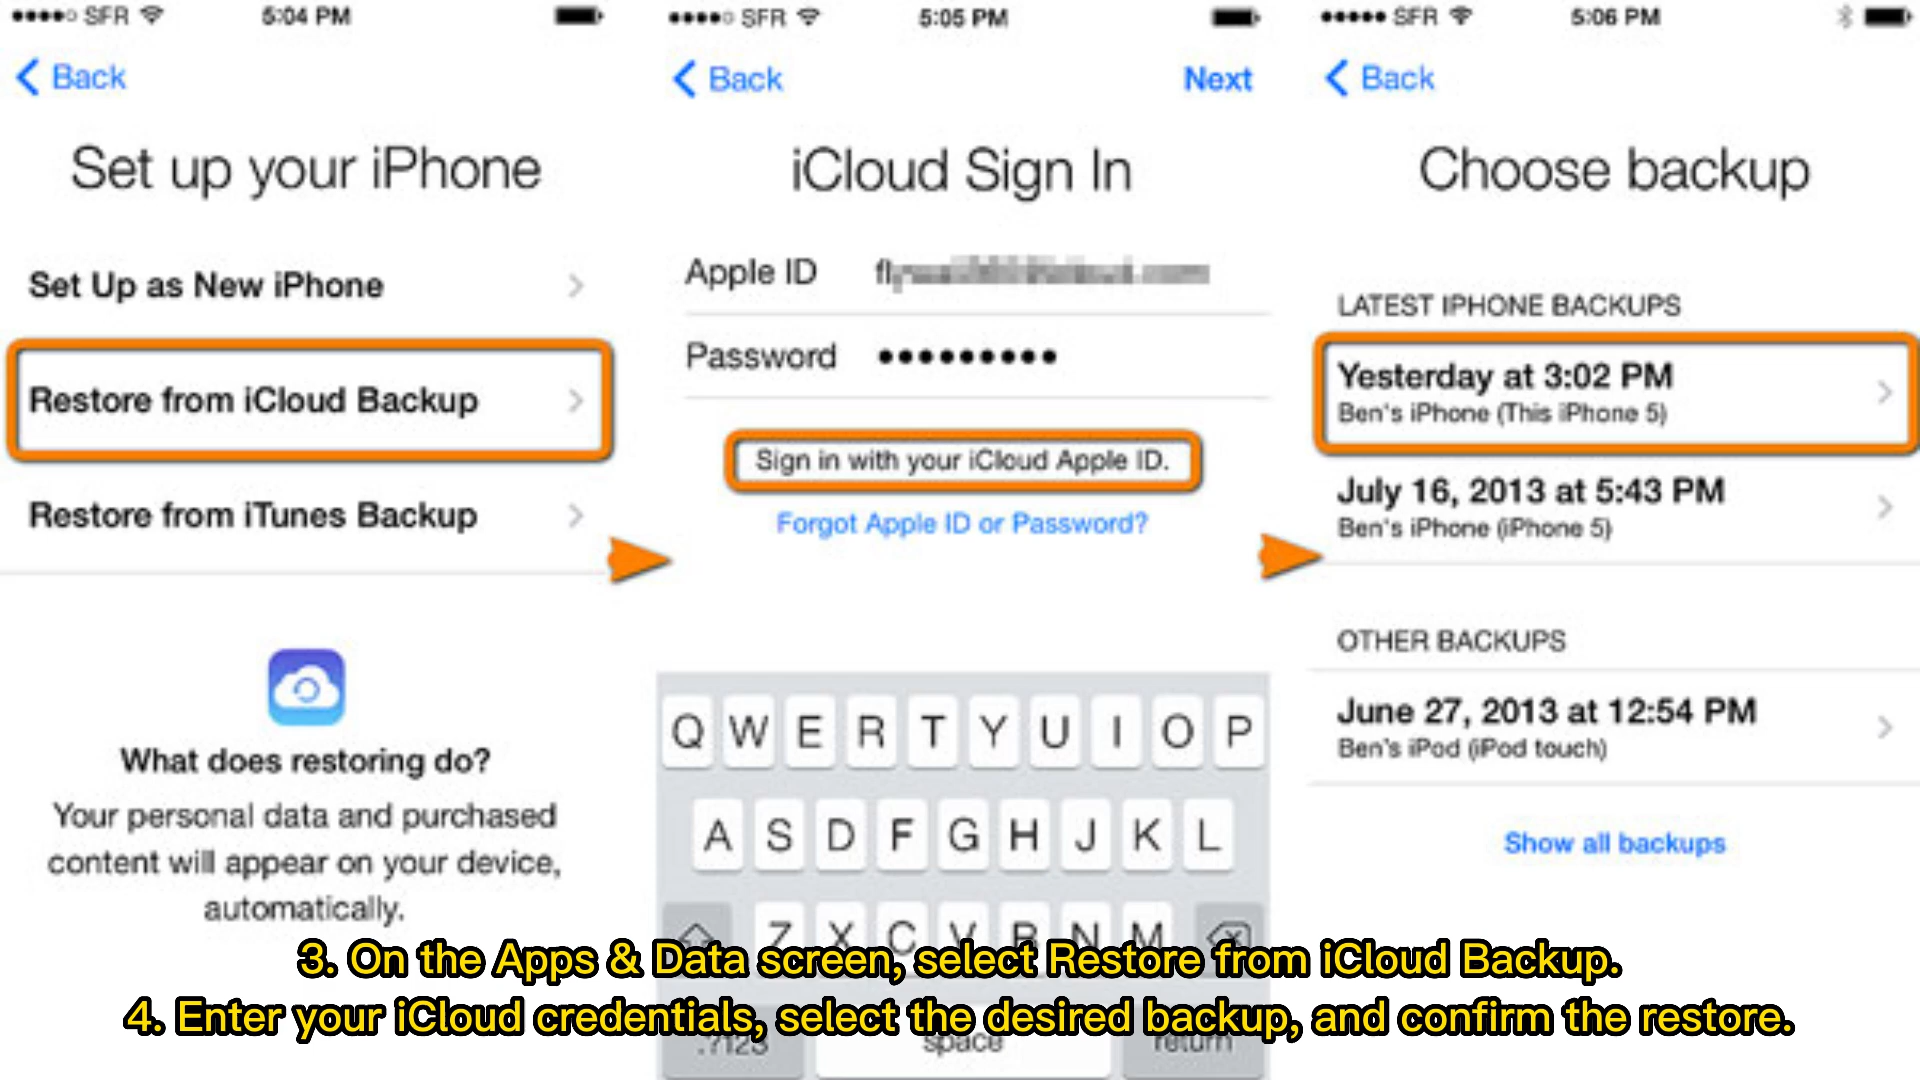 SFR 5:04 PM
Back
Set up your iPhone
Set Up as New iPhone
Restore from iCloud Backup
Restore from iTunes Backup
What does restoring do?
Your personal data and purchased
content will appear on your device,
automatically.
SFR 5:05 PM
Back Next
iCloud Sign In
Apple ID
Password
Sign in with your iCloud Apple ID.
Forgot Apple ID or Password?
Q W E R T Y U I O P
A S D F G H J K L
Z X C V B N M
.?123 space return
SFR 5:06 PM
Back
Choose backup
LATEST IPHONE BACKUPS
Yesterday at 3:02 PM
Ben's iPhone (This iPhone 5)
July 16, 2013 at 5:43 PM
Ben's iPhone (iPhone 5)
OTHER BACKUPS
June 27, 2013 at 12:54 PM
Ben's iPod (iPod touch)
Show all backups
3. On the Apps & Data screen, select Restore from iCloud Backup.
4. Enter your iCloud credentials, select the desired backup, and confirm the restore.